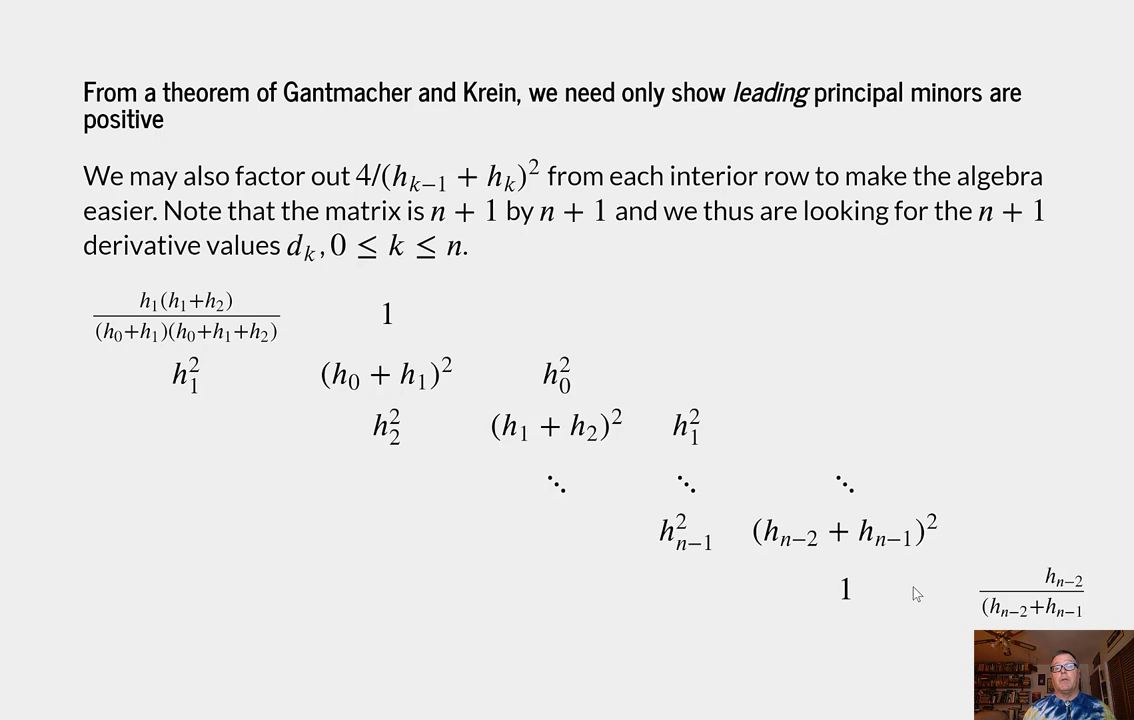 From a theorem of Gantmacher and Krein, we need only show leading principal minors are
positive
We may also factor out 4/(h_{k−1} + h_k)^2 from each interior row to make the algebra
easier. Note that the matrix is n + 1 by n + 1 and we thus are looking for the n + 1
derivative values d_k, 0 ≤ k ≤ n.
h_1(h_1+h_2)/(h_0+h_1)(h_0+h_1+h_2) 1
h_1^2 (h_0 + h_1)^2 h_0^2
h_2^2 (h_1 + h_2)^2 h_1^2
⋱ ⋱ ⋱
h_{n−1}^2 (h_{n−2} + h_{n−1})^2
1 h_{n−2}/(h_{n−2}+h_{n−1}